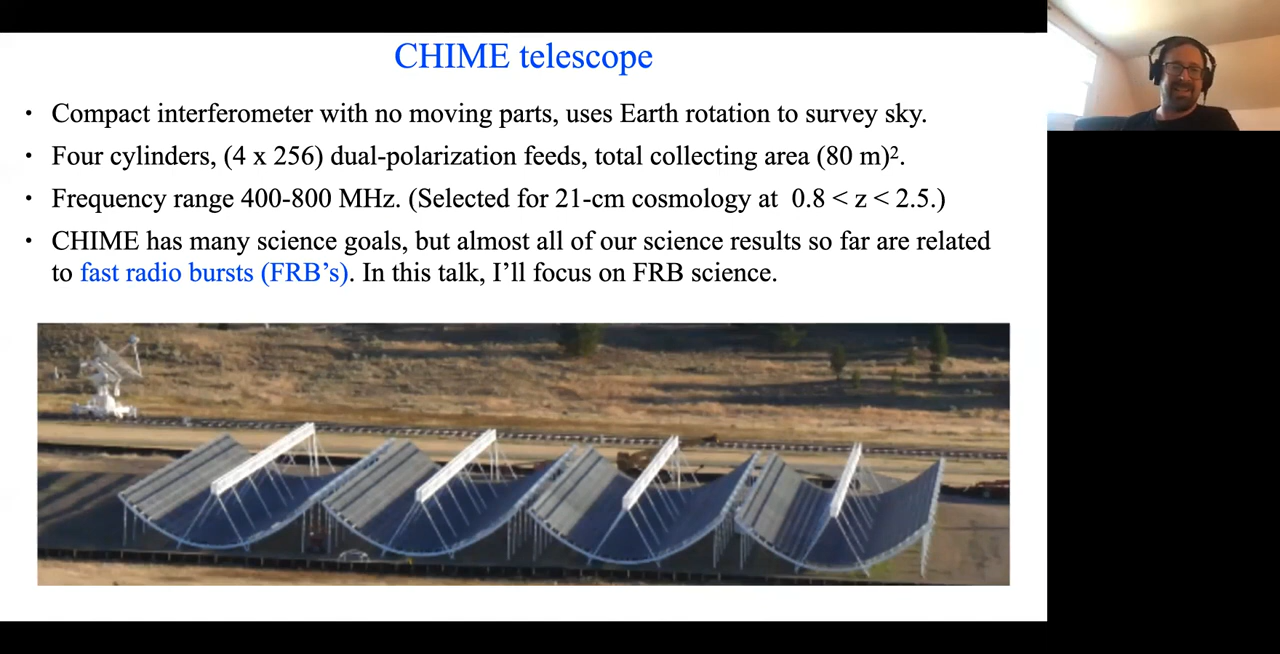 CHIME telescope
• Compact interferometer with no moving parts, uses Earth rotation to survey sky.
• Four cylinders, (4 x 256) dual-polarization feeds, total collecting area (80 m)².
• Frequency range 400-800 MHz. (Selected for 21-cm cosmology at 0.8 < z < 2.5.)
• CHIME has many science goals, but almost all of our science results so far are related
to fast radio bursts (FRB’s). In this talk, I’ll focus on FRB science.